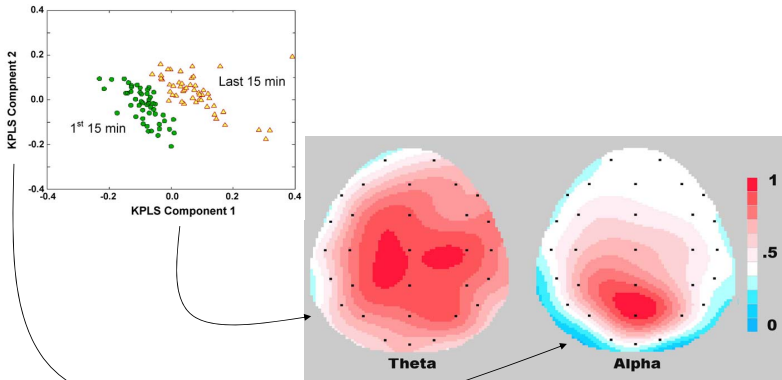 0.4
0.2
0.0
-0.2
-0.4
KPLS Compnent 2
Last 15 min
1st 15 min
-0.4 -0.2 0.0 0.2 0.4
KPLS Component 1
1
.5
0
Theta
Alpha